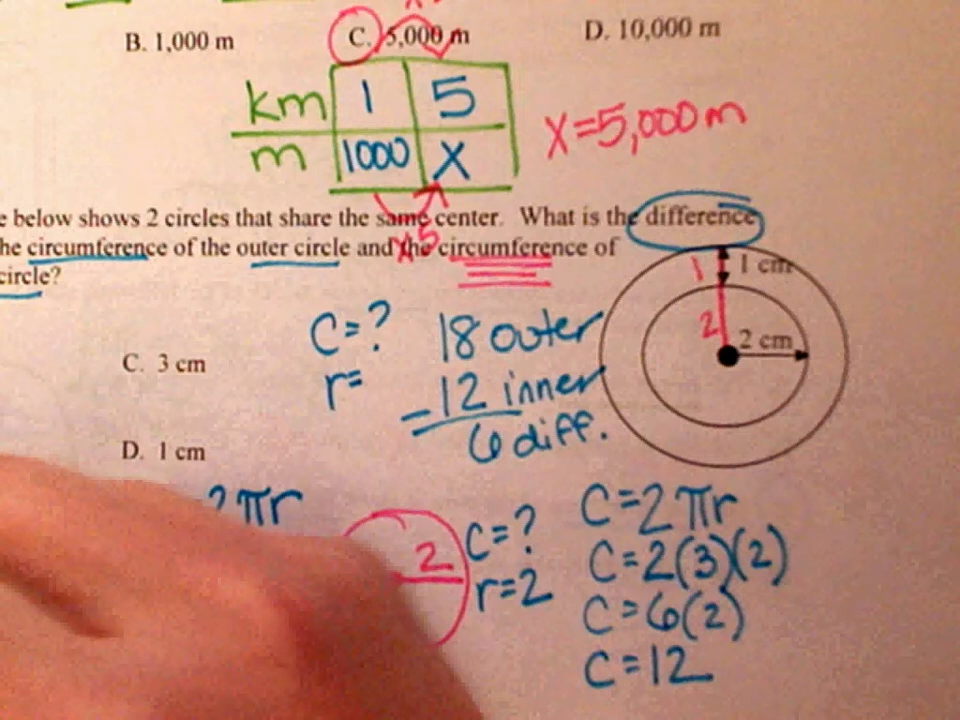 B. 1,000 m C. 5,000 m D. 10,000 m
km 1 5
m 1000 X
X=5,000m
x5
e below shows 2 circles that share the same center. What is the difference
he circumference of the outer circle and the circumference of
circle?
1 1 cm
2 2 cm
C=? 18 outer
r= -12 inner
6 diff.
C. 3 cm
D. 1 cm
2πr
2
C=?
r=2
C=2πr
C=2(3)(2)
C=6(2)
C=12